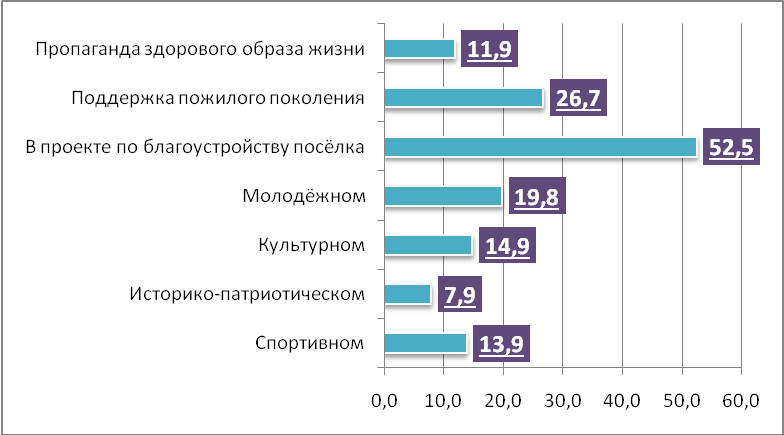 Пропаганда здорового образа жизни 11,9
Поддержка пожилого поколения 26,7
В проекте по благоустройству посёлка 52,5
Молодёжном 19,8
Культурном 14,9
Историко-патриотическом 7,9
Спортивном 13,9
0,0 10,0 20,0 30,0 40,0 50,0 60,0